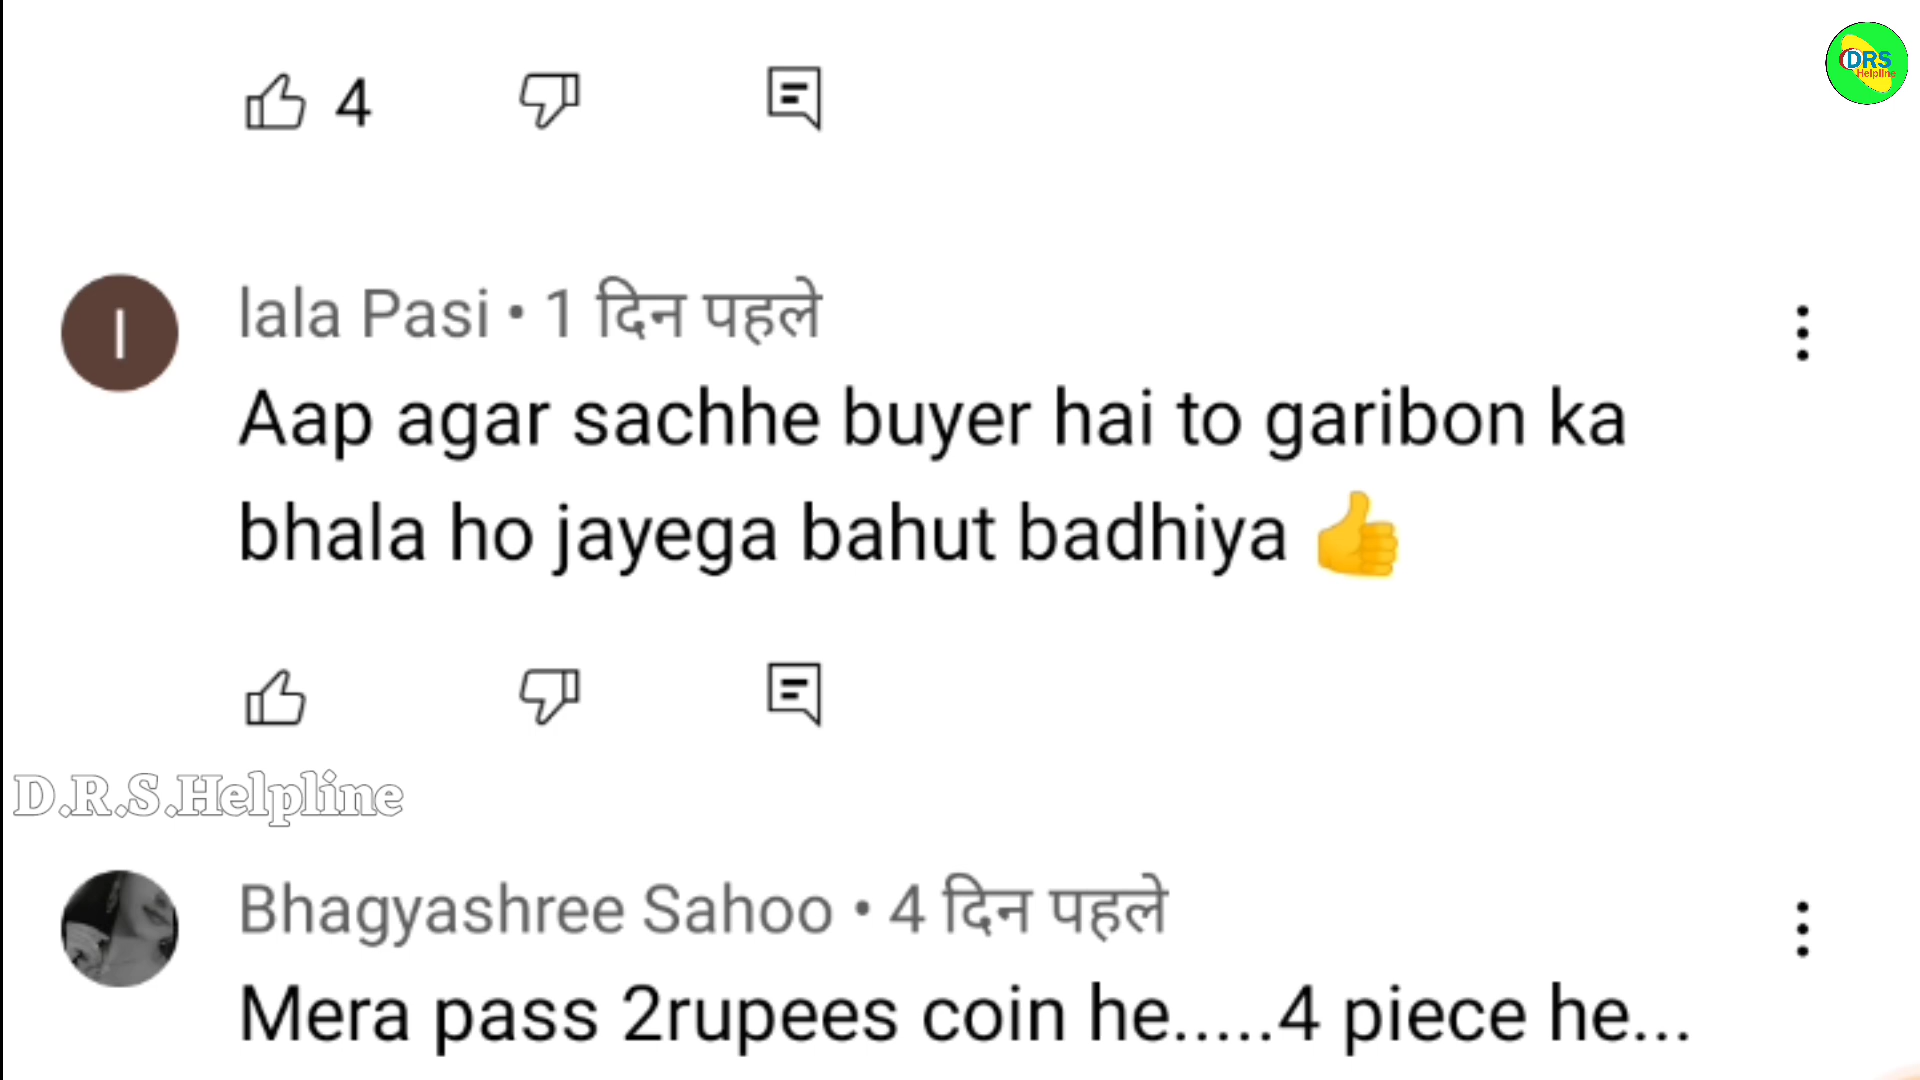 DRS
Helpline
4
l
lala Pasi • 1 दिन पहले
Aap agar sachhe buyer hai to garibon ka
bhala ho jayega bahut badhiya 👍
D.R.S.Helpline
Bhagyashree Sahoo • 4 दिन पहले
Mera pass 2rupees coin he.....4 piece he...